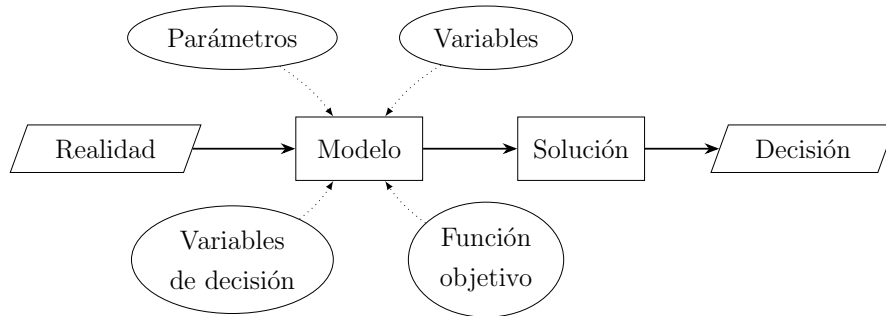 Parámetros
Variables
Realidad
Modelo
Solución
Decisión
Variables
de decisión
Función
objetivo